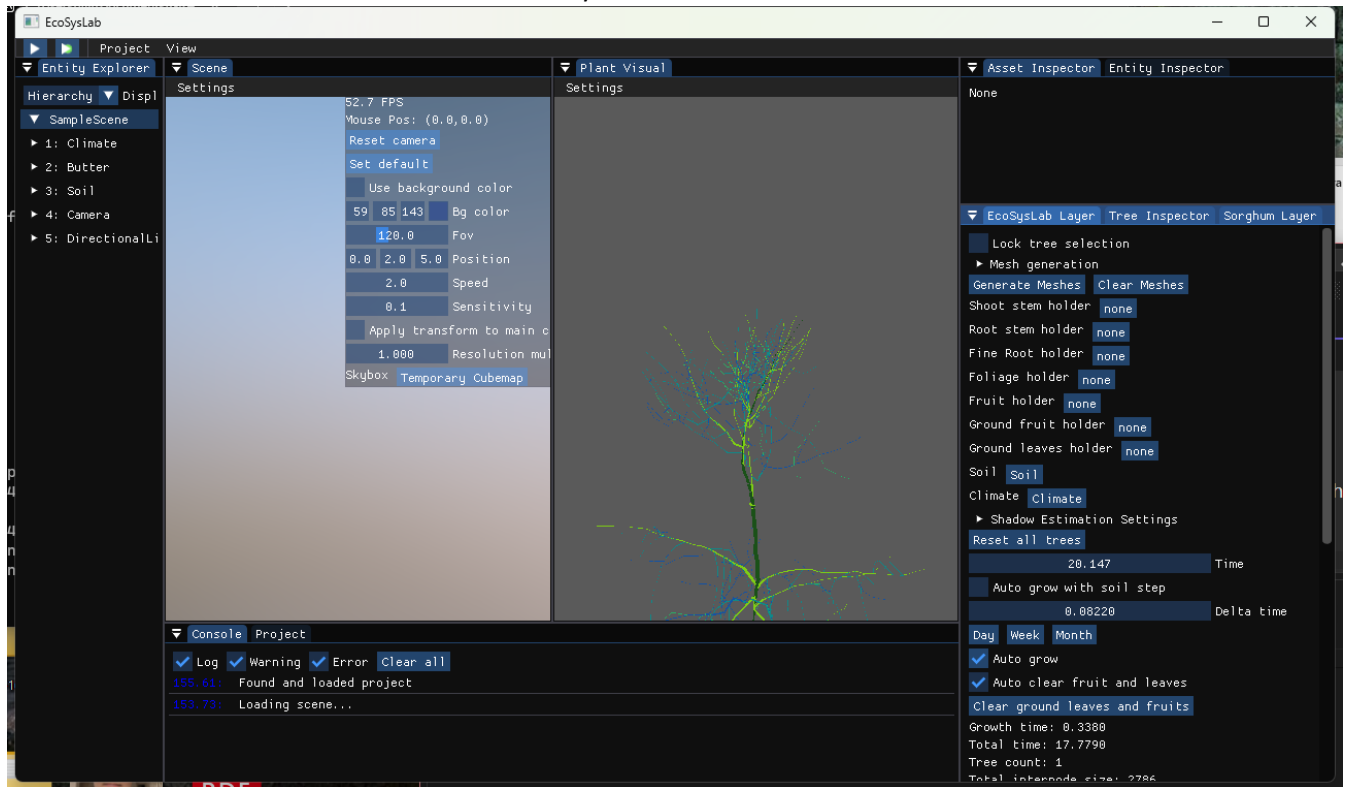 EcoSysLab
Project View
Entity Explorer
Hierarchy Displ
SampleScene
1: Climate
2: Butter
3: Soil
4: Camera
5: DirectionalLi
Scene
Settings
52.7 FPS
Mouse Pos: (0.0,0.0)
Reset camera
Set default
Use background color
59 85 143 Bg color
120.0 Fov
0.0 2.0 5.0 Position
2.0 Speed
0.1 Sensitivity
Apply transform to main c
1.000 Resolution mul
Skybox Temporary Cubemap
Plant Visual
Settings
Console Project
Log Warning Error Clear all
Found and loaded project
Loading scene...
Asset Inspector Entity Inspector
None
EcoSysLab Layer Tree Inspector Sorghum Layer
Lock tree selection
Mesh generation
Generate Meshes Clear Meshes
Shoot stem holder none
Root stem holder none
Fine Root holder none
Foliage holder none
Fruit holder none
Ground fruit holder none
Ground leaves holder none
Soil Soil
Climate Climate
Shadow Estimation Settings
Reset all trees
20.147 Time
Auto grow with soil step
0.08220 Delta time
Day Week Month
Auto grow
Auto clear fruit and leaves
Clear ground leaves and fruits
Growth time: 0.3380
Total time: 17.7790
Tree count: 1
Total internode size: 2786